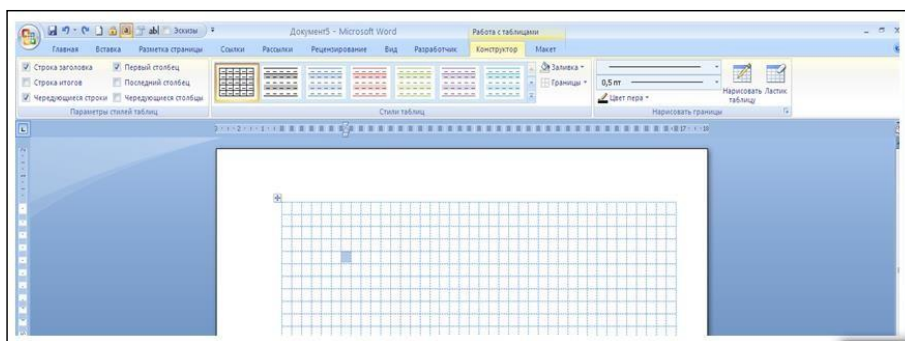 abl Эскизы
Документ5 - Microsoft Word
Работа с таблицами
Главная Вставка Разметка страницы Ссылки Рассылки Рецензирование Вид Разработчик Конструктор Макет
Строка заголовка Первый столбец
Строка итогов Последний столбец
Чередующиеся строки Чередующиеся столбцы
Параметры стилей таблиц
Заливка
Границы
Стили таблиц
0,5 пт
Цвет пера
Нарисовать таблицу
Ластик
Нарисовать границы